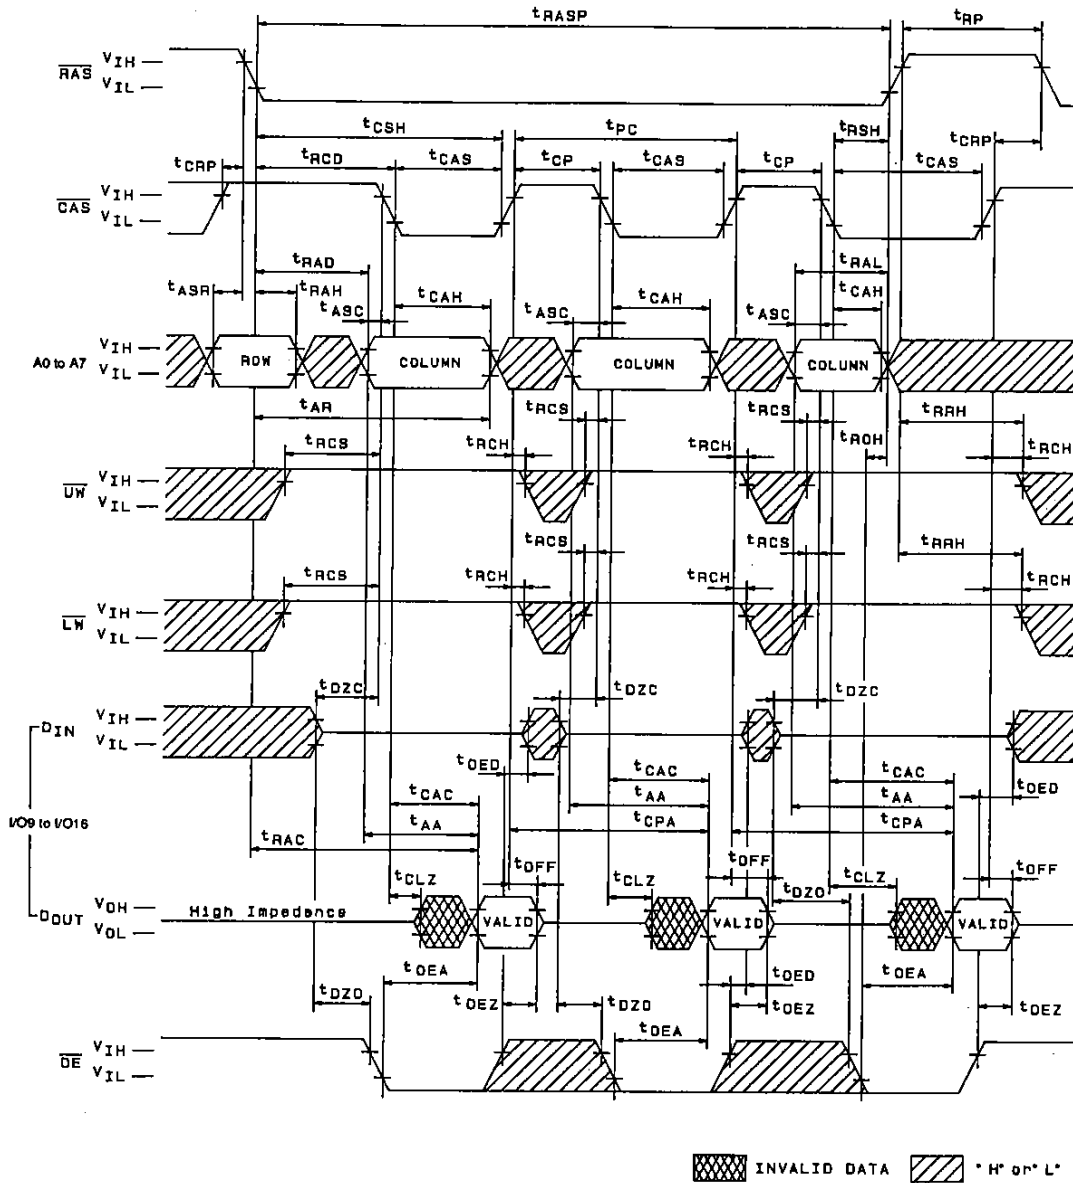 tRASP tRP
RAS VIH
VIL
tCSH tPC tRSH tCRP
tCRP tRCD tCAS tCP tCAS tCP tCAS
CAS VIH
VIL
tRAD tRAL
tASR tRAH tCAH tCAH tCAH
tASC tASC tASC
A0 to A7 VIH
VIL
ROW COLUMN COLUMN COLUMN
tAR tRCS tRCS tRRH
tRCS tRCH tRCH tROH tRCH
UW VIH
VIL
tRCS tRCS tRRH
tRCS tRCH tRCH tRCH
LW VIH
VIL
tDZC tDZC tDZC
DIN VIH
VIL
tOED tCAC tCAC tOED
tCAC tAA tAA
I/O9 to I/O16
tAA tCPA tCPA
tRAC tOFF tOFF tOFF
tCLZ tCLZ tDZO tCLZ
DOUT VOH
VOL
High Impedance VALID VALID VALID
tOEA tOED tOEA
tDZO tOEZ tDZO tOEZ tOEZ
tOEA
OE VIH
VIL
INVALID DATA "H" or "L"